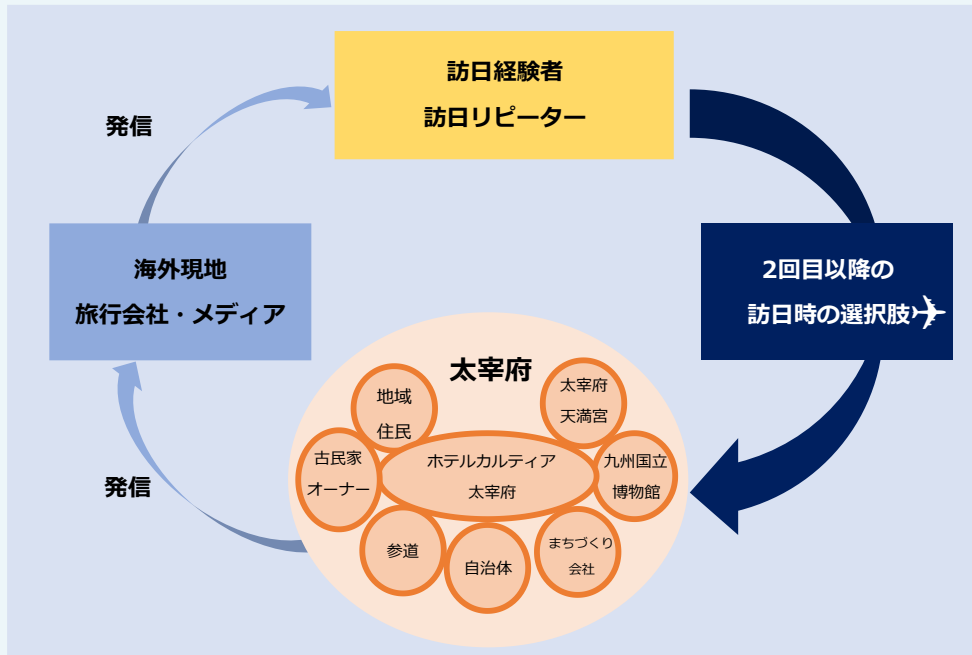 訪日経験者
訪日リピーター
発信
海外現地
旅行会社・メディア
2回目以降の
訪日時の選択肢
太宰府
地域
住民
太宰府
天満宮
古民家
オーナー
ホテルカルティア
太宰府
九州国立
博物館
発信
参道
自治体
まちづくり
会社